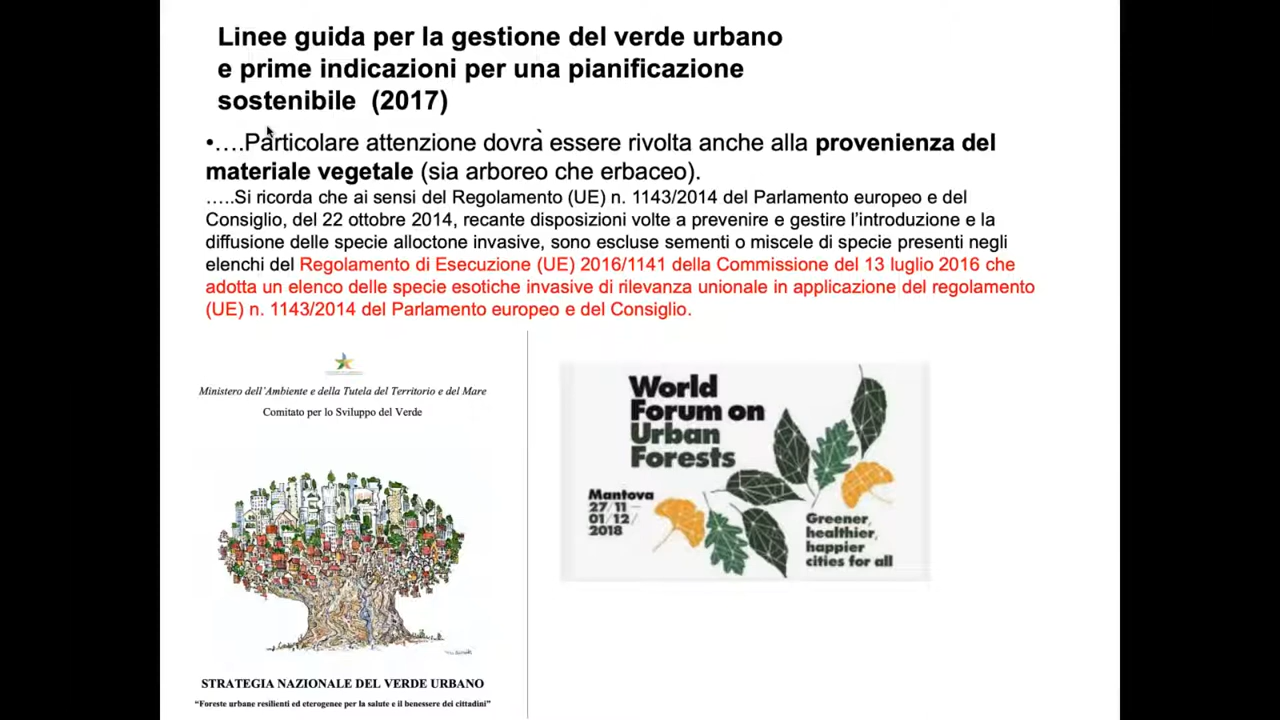 Linee guida per la gestione del verde urbano
e prime indicazioni per una pianificazione
sostenibile (2017)
•….Particolare attenzione dovrà essere rivolta anche alla provenienza del
materiale vegetale (sia arboreo che erbaceo).
…..Si ricorda che ai sensi del Regolamento (UE) n. 1143/2014 del Parlamento europeo e del
Consiglio, del 22 ottobre 2014, recante disposizioni volte a prevenire e gestire l'introduzione e la
diffusione delle specie alloctone invasive, sono escluse sementi o miscele di specie presenti negli
elenchi del Regolamento di Esecuzione (UE) 2016/1141 della Commissione del 13 luglio 2016 che
adotta un elenco delle specie esotiche invasive di rilevanza unionale in applicazione del regolamento
(UE) n. 1143/2014 del Parlamento europeo e del Consiglio.
Ministero dell'Ambiente e della Tutela del Territorio e del Mare
Comitato per lo Sviluppo del Verde
STRATEGIA NAZIONALE DEL VERDE URBANO
"Foreste urbane resilienti ed eterogenee per la salute e il benessere dei cittadini"
World
Forum on
Urban
Forests
Mantova
27/11 –
01/12/
2018
Greener,
healthier,
happier
cities for all